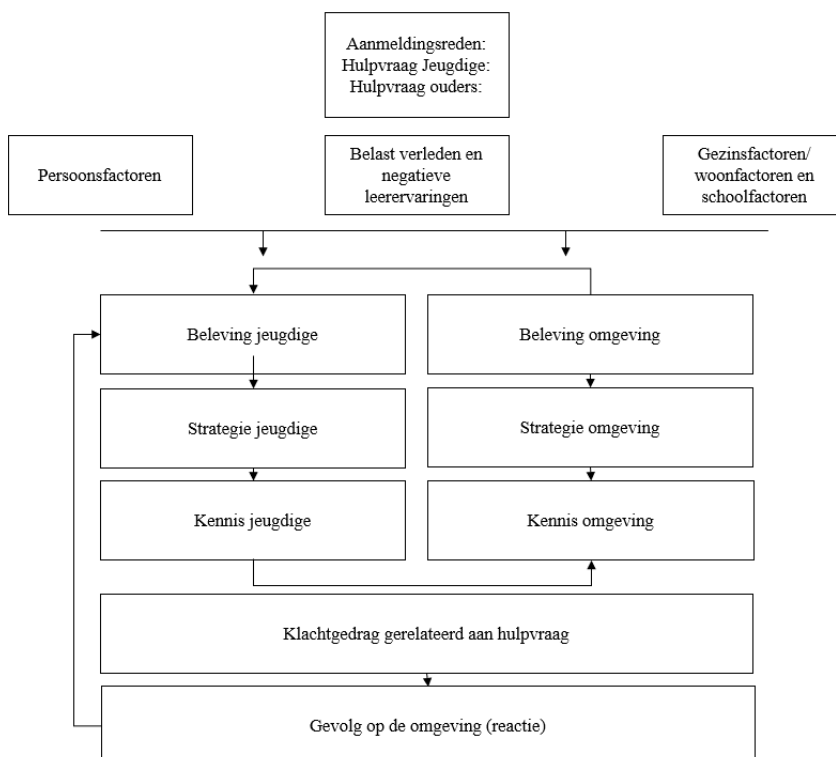 Aanmeldingsreden:
Hulpvraag Jeugdige:
Hulpvraag ouders:
Persoonsfactoren
Belast verleden en
negatieve
leerervaringen
Gezinsfactoren/
woonfactoren en
schoolfactoren
Beleving jeugdige
Beleving omgeving
Strategie jeugdige
Strategie omgeving
Kennis jeugdige
Kennis omgeving
Klachtgedrag gerelateerd aan hulpvraag
Gevolg op de omgeving (reactie)